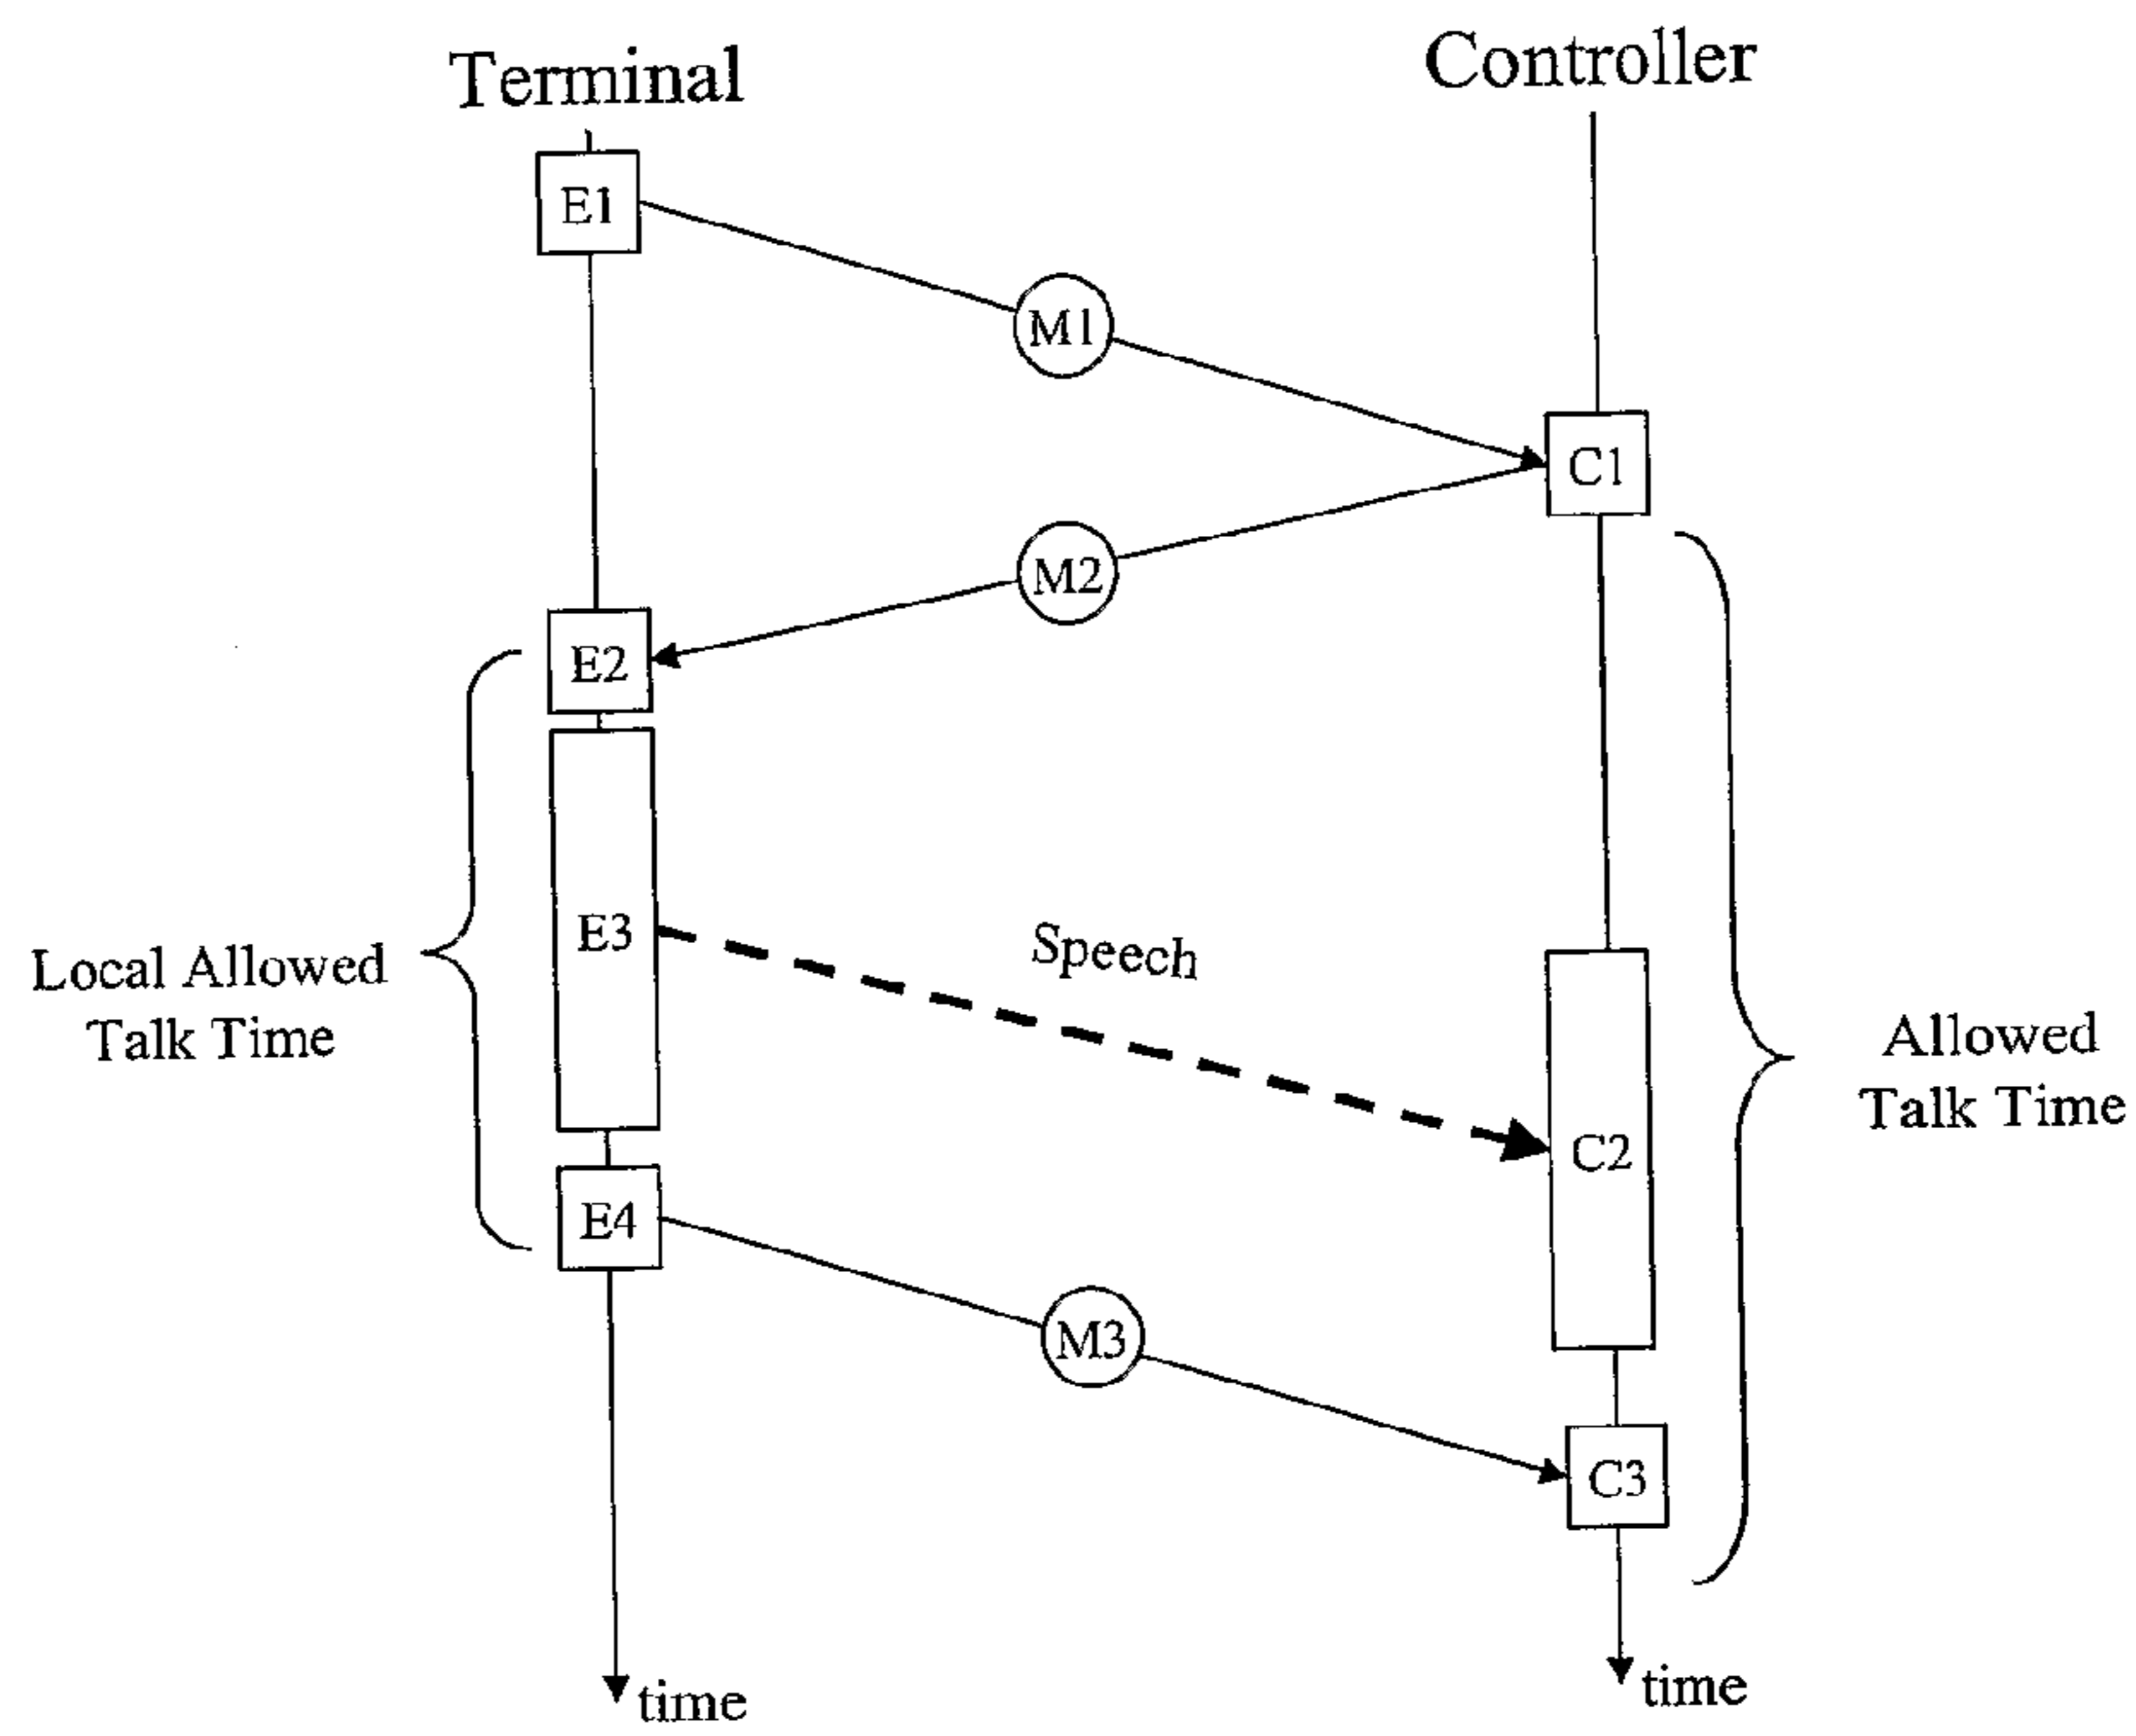 Terminal
Controller
E1
M1
C1
M2
E2
E3
Speech
Local Allowed
Talk Time
Allowed
Talk Time
C2
E4
M3
C3
time
time